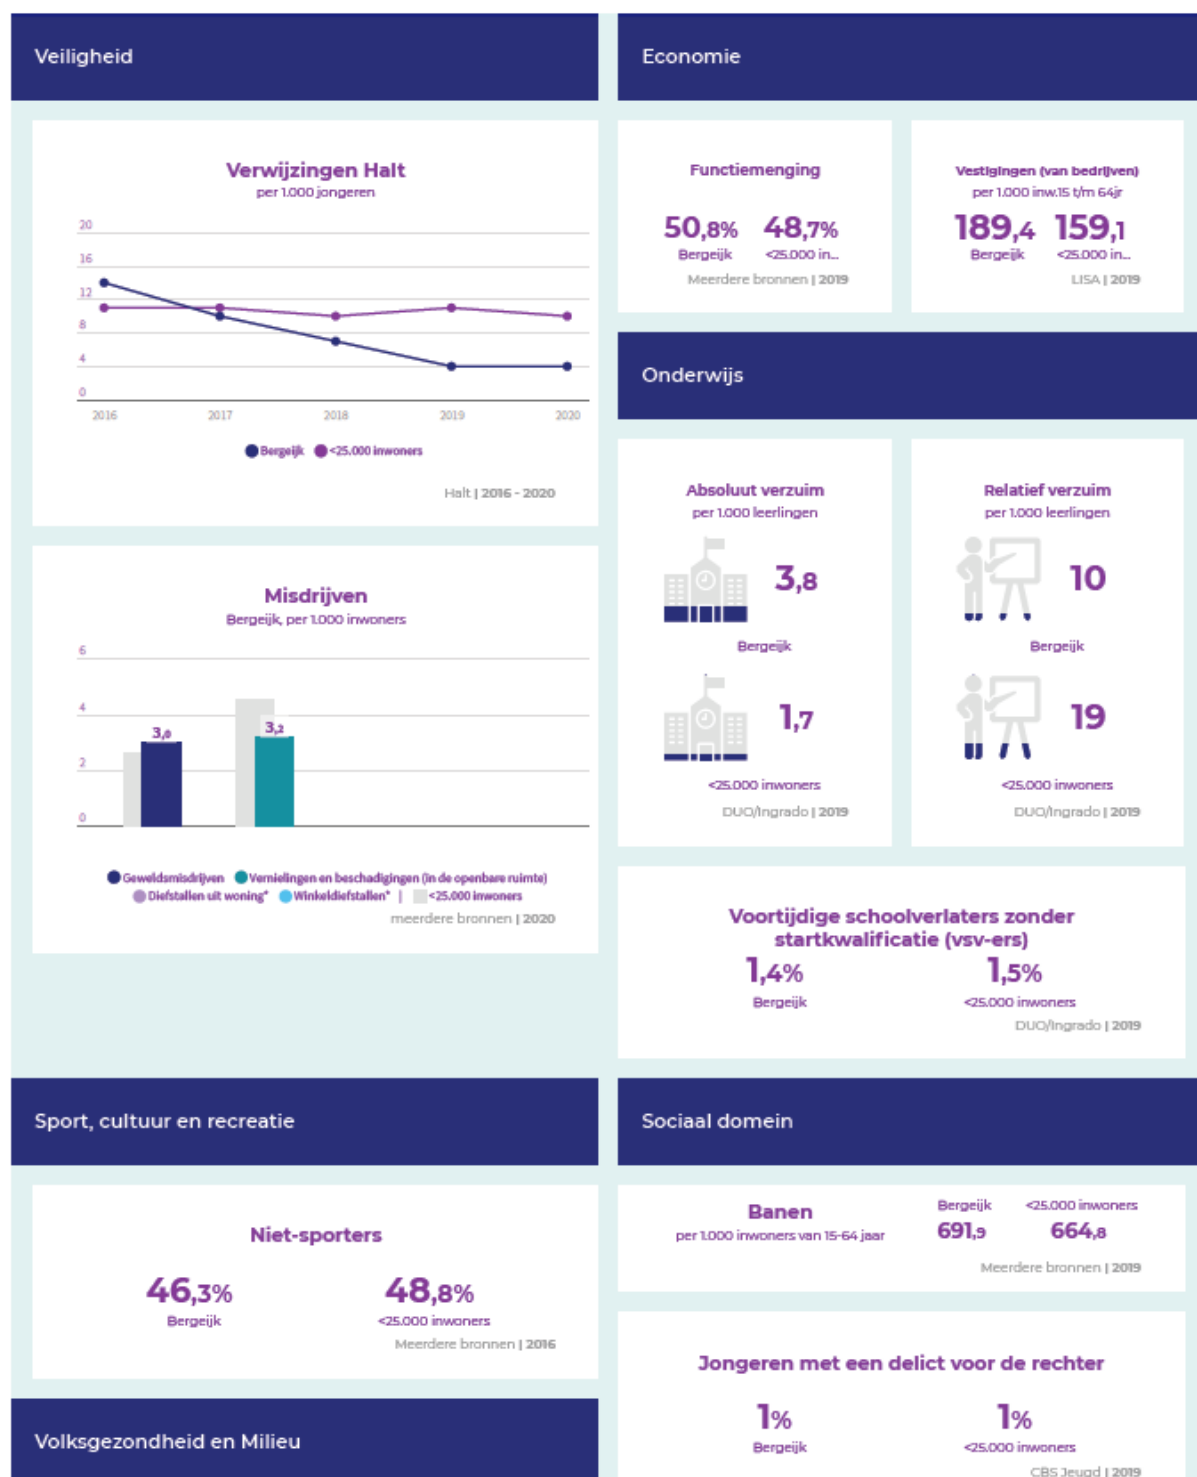 Veiligheid
Verwijzingen Halt
per 1.000 jongeren
20
16
12
8
4
0
2016 2017 2018 2019 2020
Bergeijk <25.000 inwoners
Halt | 2016 - 2020
Misdrijven
Bergeijk, per 1.000 inwoners
6
4
2
0
3,0
3,2
Geweldsmisdrijven Vernielingen en beschadigingen (in de openbare ruimte)
Diefstallen uit woning* Winkeldiefstallen* | <25.000 inwoners
meerdere bronnen | 2020
Economie
Functiemenging
50,8% 48,7%
Bergeijk <25.000 in...
Meerdere bronnen | 2019
Vestigingen (van bedrijven)
per 1.000 inw.15 t/m 64jr
189,4 159,1
Bergeijk <25.000 in...
LISA | 2019
Onderwijs
Absoluut verzuim
per 1.000 leerlingen
3,8
Bergeijk
1,7
<25.000 inwoners
DUO/Ingrado | 2019
Relatief verzuim
per 1.000 leerlingen
10
Bergeijk
19
<25.000 inwoners
DUO/Ingrado | 2019
Voortijdige schoolverlaters zonder
startkwalificatie (vsv-ers)
1,4% 1,5%
Bergeijk <25.000 inwoners
DUO/Ingrado | 2019
Sport, cultuur en recreatie
Niet-sporters
46,3% 48,8%
Bergeijk <25.000 inwoners
Meerdere bronnen | 2016
Volksgezondheid en Milieu
Sociaal domein
Banen
per 1.000 inwoners van 15-64 jaar
Bergeijk <25.000 inwoners
691,9 664,8
Meerdere bronnen | 2019
Jongeren met een delict voor de rechter
1% 1%
Bergeijk <25.000 inwoners
CBS Jeugd | 2019